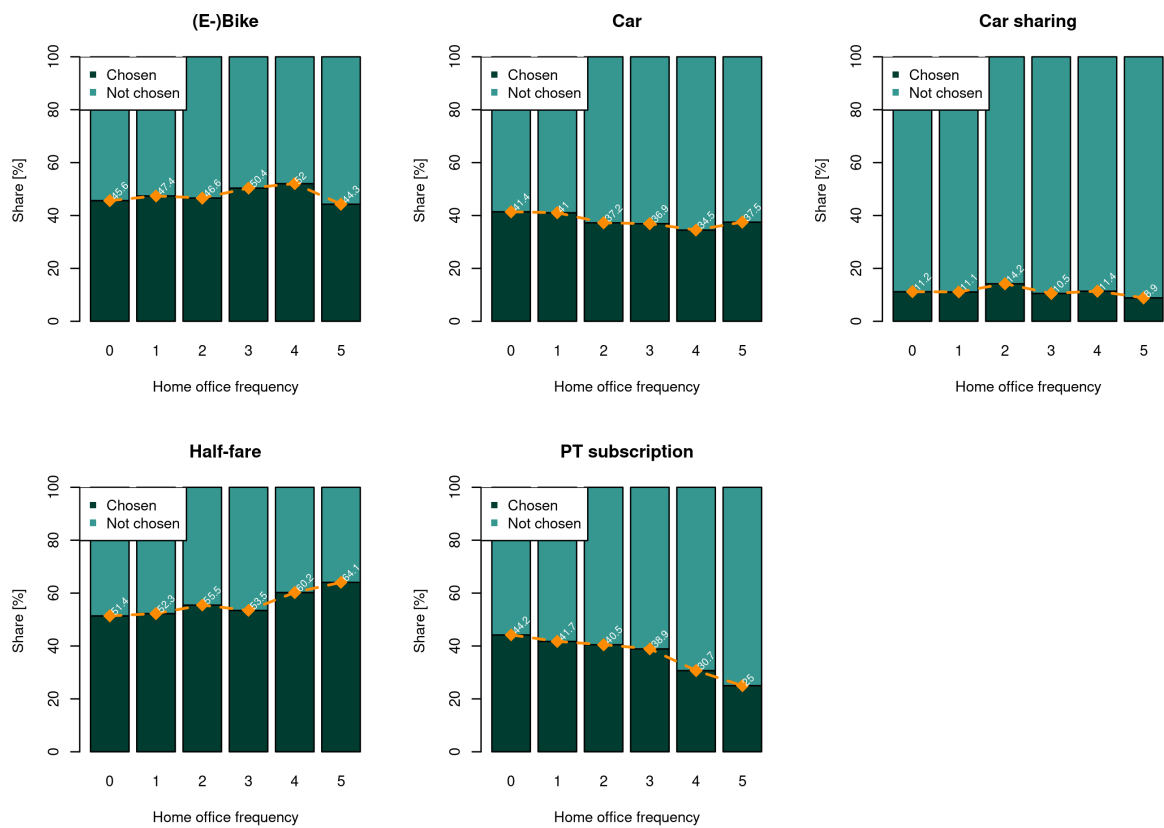 (E-)Bike
Share [%]
0 20 40 60 80 100
Chosen
Not chosen
45.6 47.4 46.6 50.4 52 44.3
0 1 2 3 4 5
Home office frequency
Car
Share [%]
0 20 40 60 80 100
Chosen
Not chosen
41.4 41 37.2 36.9 34.5 37.5
0 1 2 3 4 5
Home office frequency
Car sharing
Share [%]
0 20 40 60 80 100
Chosen
Not chosen
11.2 11.1 14.2 10.5 11.4 8.9
0 1 2 3 4 5
Home office frequency
Half-fare
Share [%]
0 20 40 60 80 100
Chosen
Not chosen
51.4 52.3 55.5 53.5 60.2 64.1
0 1 2 3 4 5
Home office frequency
PT subscription
Share [%]
0 20 40 60 80 100
Chosen
Not chosen
44.2 41.7 40.5 38.9 30.7 25
0 1 2 3 4 5
Home office frequency